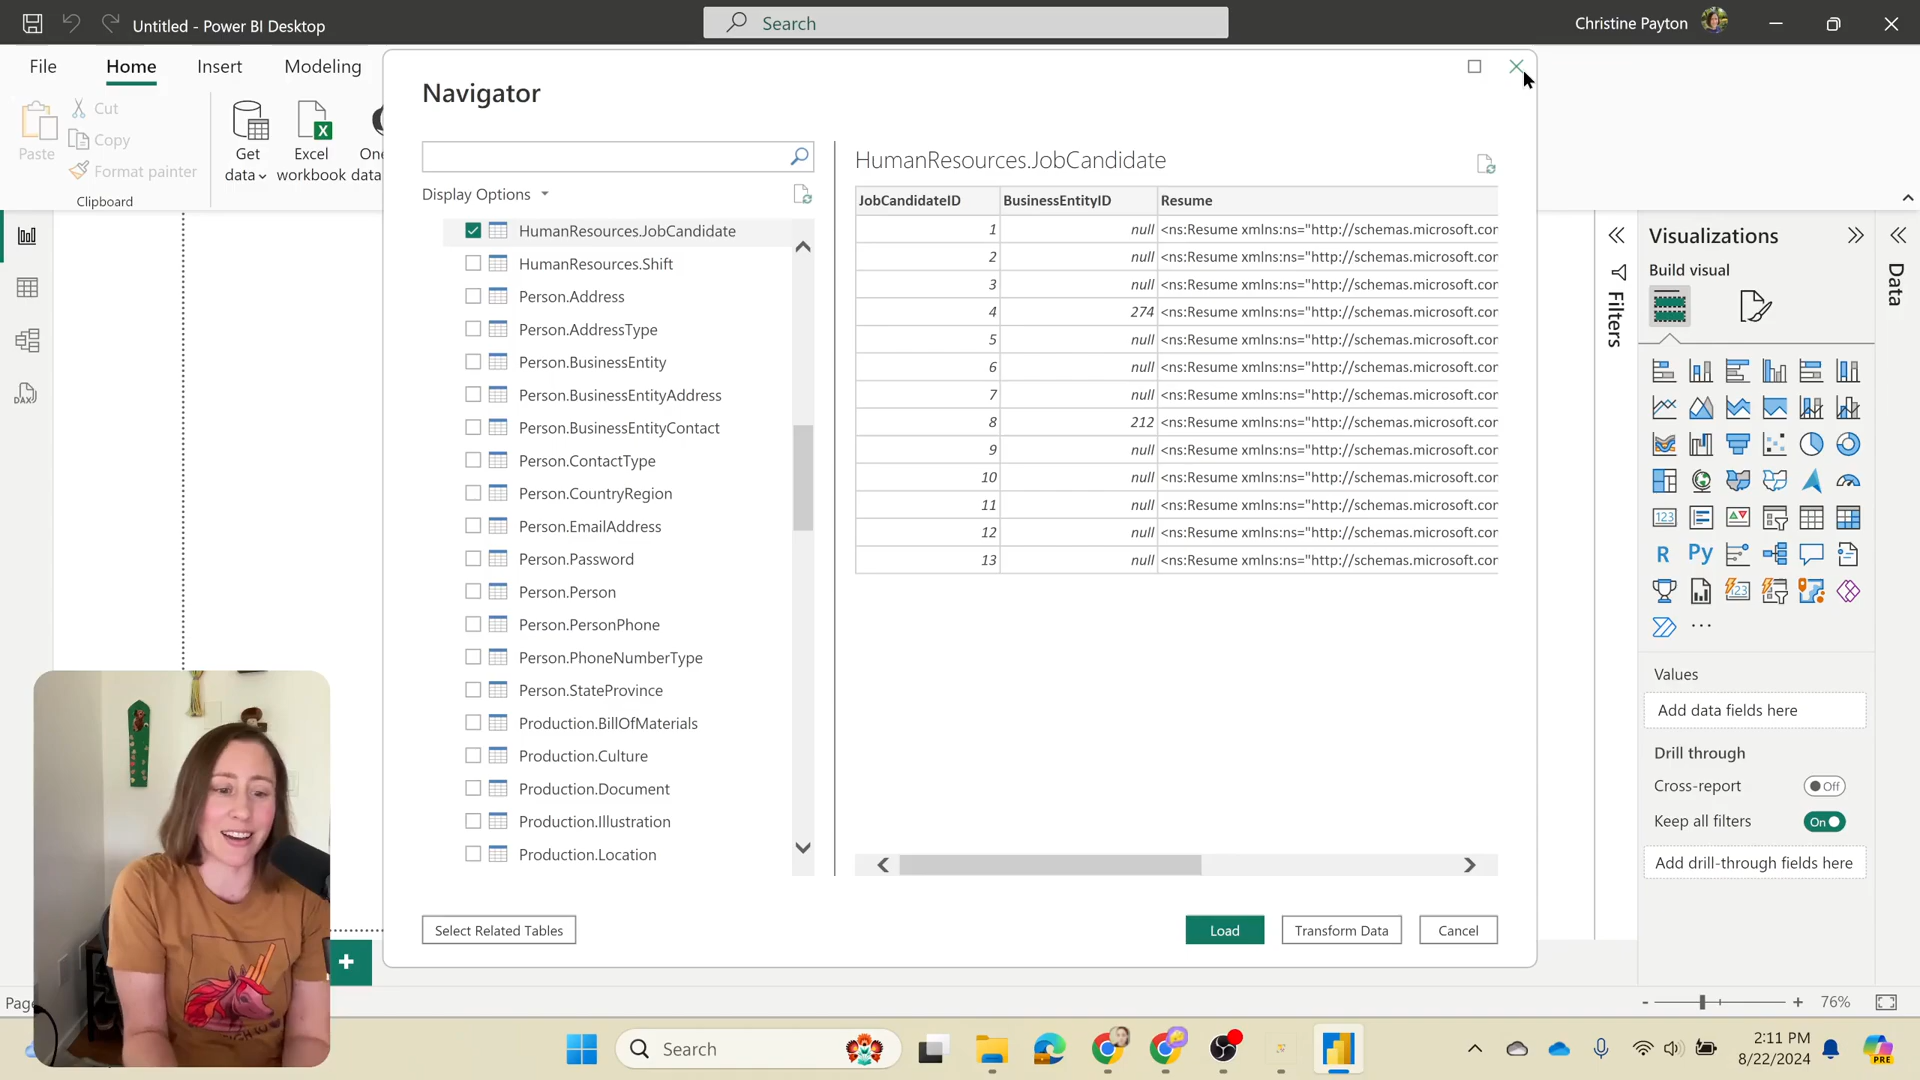 Untitled - Power BI Desktop
Search
Christine Payton
File
Home
Insert
Modeling
Paste
Cut
Copy
Format painter
Clipboard
Get data
Excel workbook
One
data
Navigator
Display Options
HumanResources.JobCandidate
HumanResources.Shift
Person.Address
Person.AddressType
Person.BusinessEntity
Person.BusinessEntityAddress
Person.BusinessEntityContact
Person.ContactType
Person.CountryRegion
Person.EmailAddress
Person.Password
Person.Person
Person.PersonPhone
Person.PhoneNumberType
Person.StateProvince
Production.BillOfMaterials
Production.Culture
Production.Document
Production.Illustration
Production.Location
Select Related Tables
HumanResources.JobCandidate
JobCandidateID BusinessEntityID Resume
1 null <ns:Resume xmlns:ns="http://schemas.microsoft.cor
2 null <ns:Resume xmlns:ns="http://schemas.microsoft.cor
3 null <ns:Resume xmlns:ns="http://schemas.microsoft.cor
4 274 <ns:Resume xmlns:ns="http://schemas.microsoft.cor
5 null <ns:Resume xmlns:ns="http://schemas.microsoft.cor
6 null <ns:Resume xmlns:ns="http://schemas.microsoft.cor
7 null <ns:Resume xmlns:ns="http://schemas.microsoft.cor
8 212 <ns:Resume xmlns:ns="http://schemas.microsoft.cor
9 null <ns:Resume xmlns:ns="http://schemas.microsoft.cor
10 null <ns:Resume xmlns:ns="http://schemas.microsoft.cor
11 null <ns:Resume xmlns:ns="http://schemas.microsoft.cor
12 null <ns:Resume xmlns:ns="http://schemas.microsoft.cor
13 null <ns:Resume xmlns:ns="http://schemas.microsoft.cor
Load
Transform Data
Cancel
Filters
Visualizations
Build visual
123
R
Py
123
Values
Add data fields here
Drill through
Cross-report
Off
Keep all filters
On
Add drill-through fields here
Data
DAX
Page
76%
Search
2:11 PM
8/22/2024
PRE